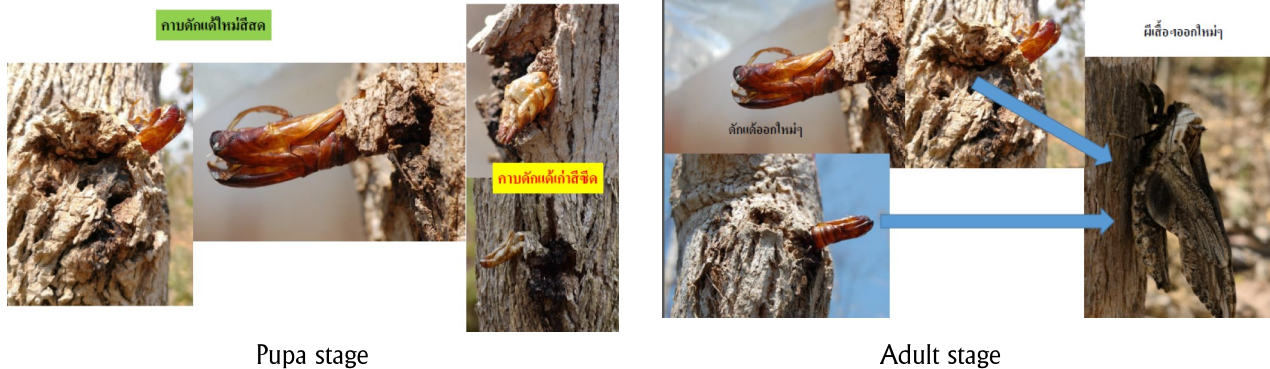 คาบดักแด้ใหม่สีสด
คาบดักแด้เก่าสีซีด
Pupa stage
ดักแด้ออกใหม่ๆ
ผีเสื้อฯออกใหม่ๆ
Adult stage